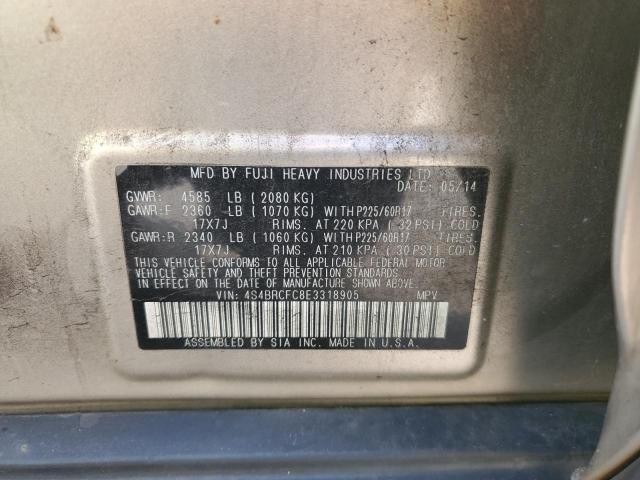 MFD BY FUJI HEAVY INDUSTRIES LTD
DATE: 05/14
GVWR: 4585 LB ( 2080 KG)
GAWR:F 2360 LB ( 1070 KG) WITH P225/60R17 TIRES.
17X7J RIMS. AT 220 KPA ( 32 PSI) COLD
GAWR:R 2340 LB ( 1060 KG) WITH P225/60R17 TIRES.
17X7J RIMS. AT 210 KPA ( 30 PSI) COLD
THIS VEHICLE CONFORMS TO ALL APPLICABLE FEDERAL MOTOR
VEHICLE SAFETY AND THEFT PREVENTION STANDARDS
IN EFFECT ON THE DATE OF MANUFACTURE SHOWN ABOVE.
VIN: 4S4BRCFC8E3318905 MPV
ASSEMBLED BY SIA INC. MADE IN U.S.A.